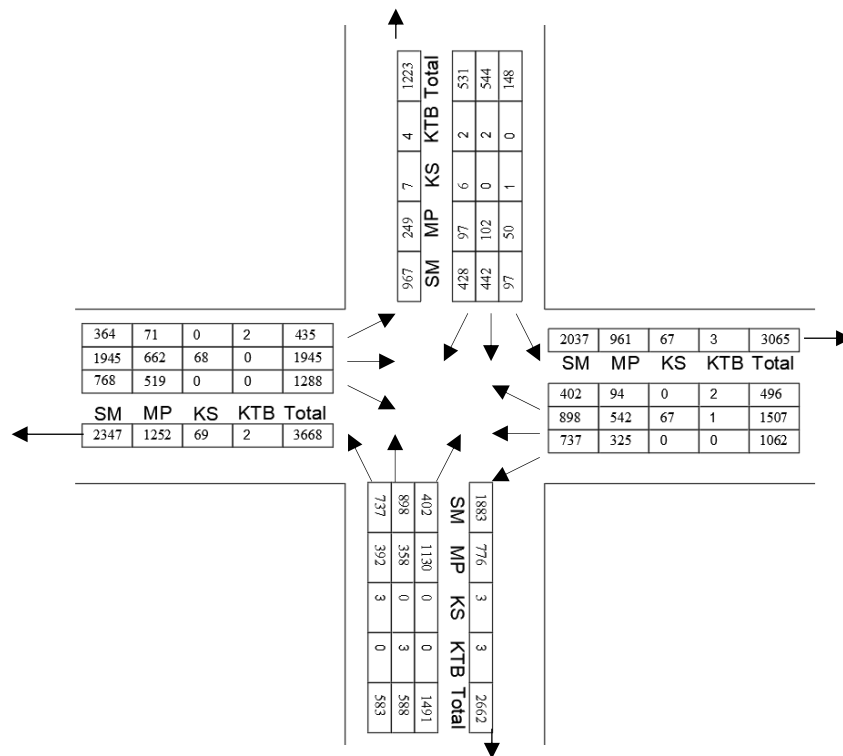 1223 4 7 249 967
Total KTB KS MP SM
531 2 6 97 428
544 2 0 102 442
148 0 1 50 97
364 71 0 2 435
1945 662 68 0 1945
768 519 0 0 1288
SM MP KS KTB Total
2347 1252 69 2 3668
2037 961 67 3 3065
SM MP KS KTB Total
402 94 0 2 496
898 542 67 1 1507
737 325 0 0 1062
737 392 3 0 583
898 358 0 3 588
402 1130 0 0 1491
SM MP KS KTB Total
1883 776 3 3 2662